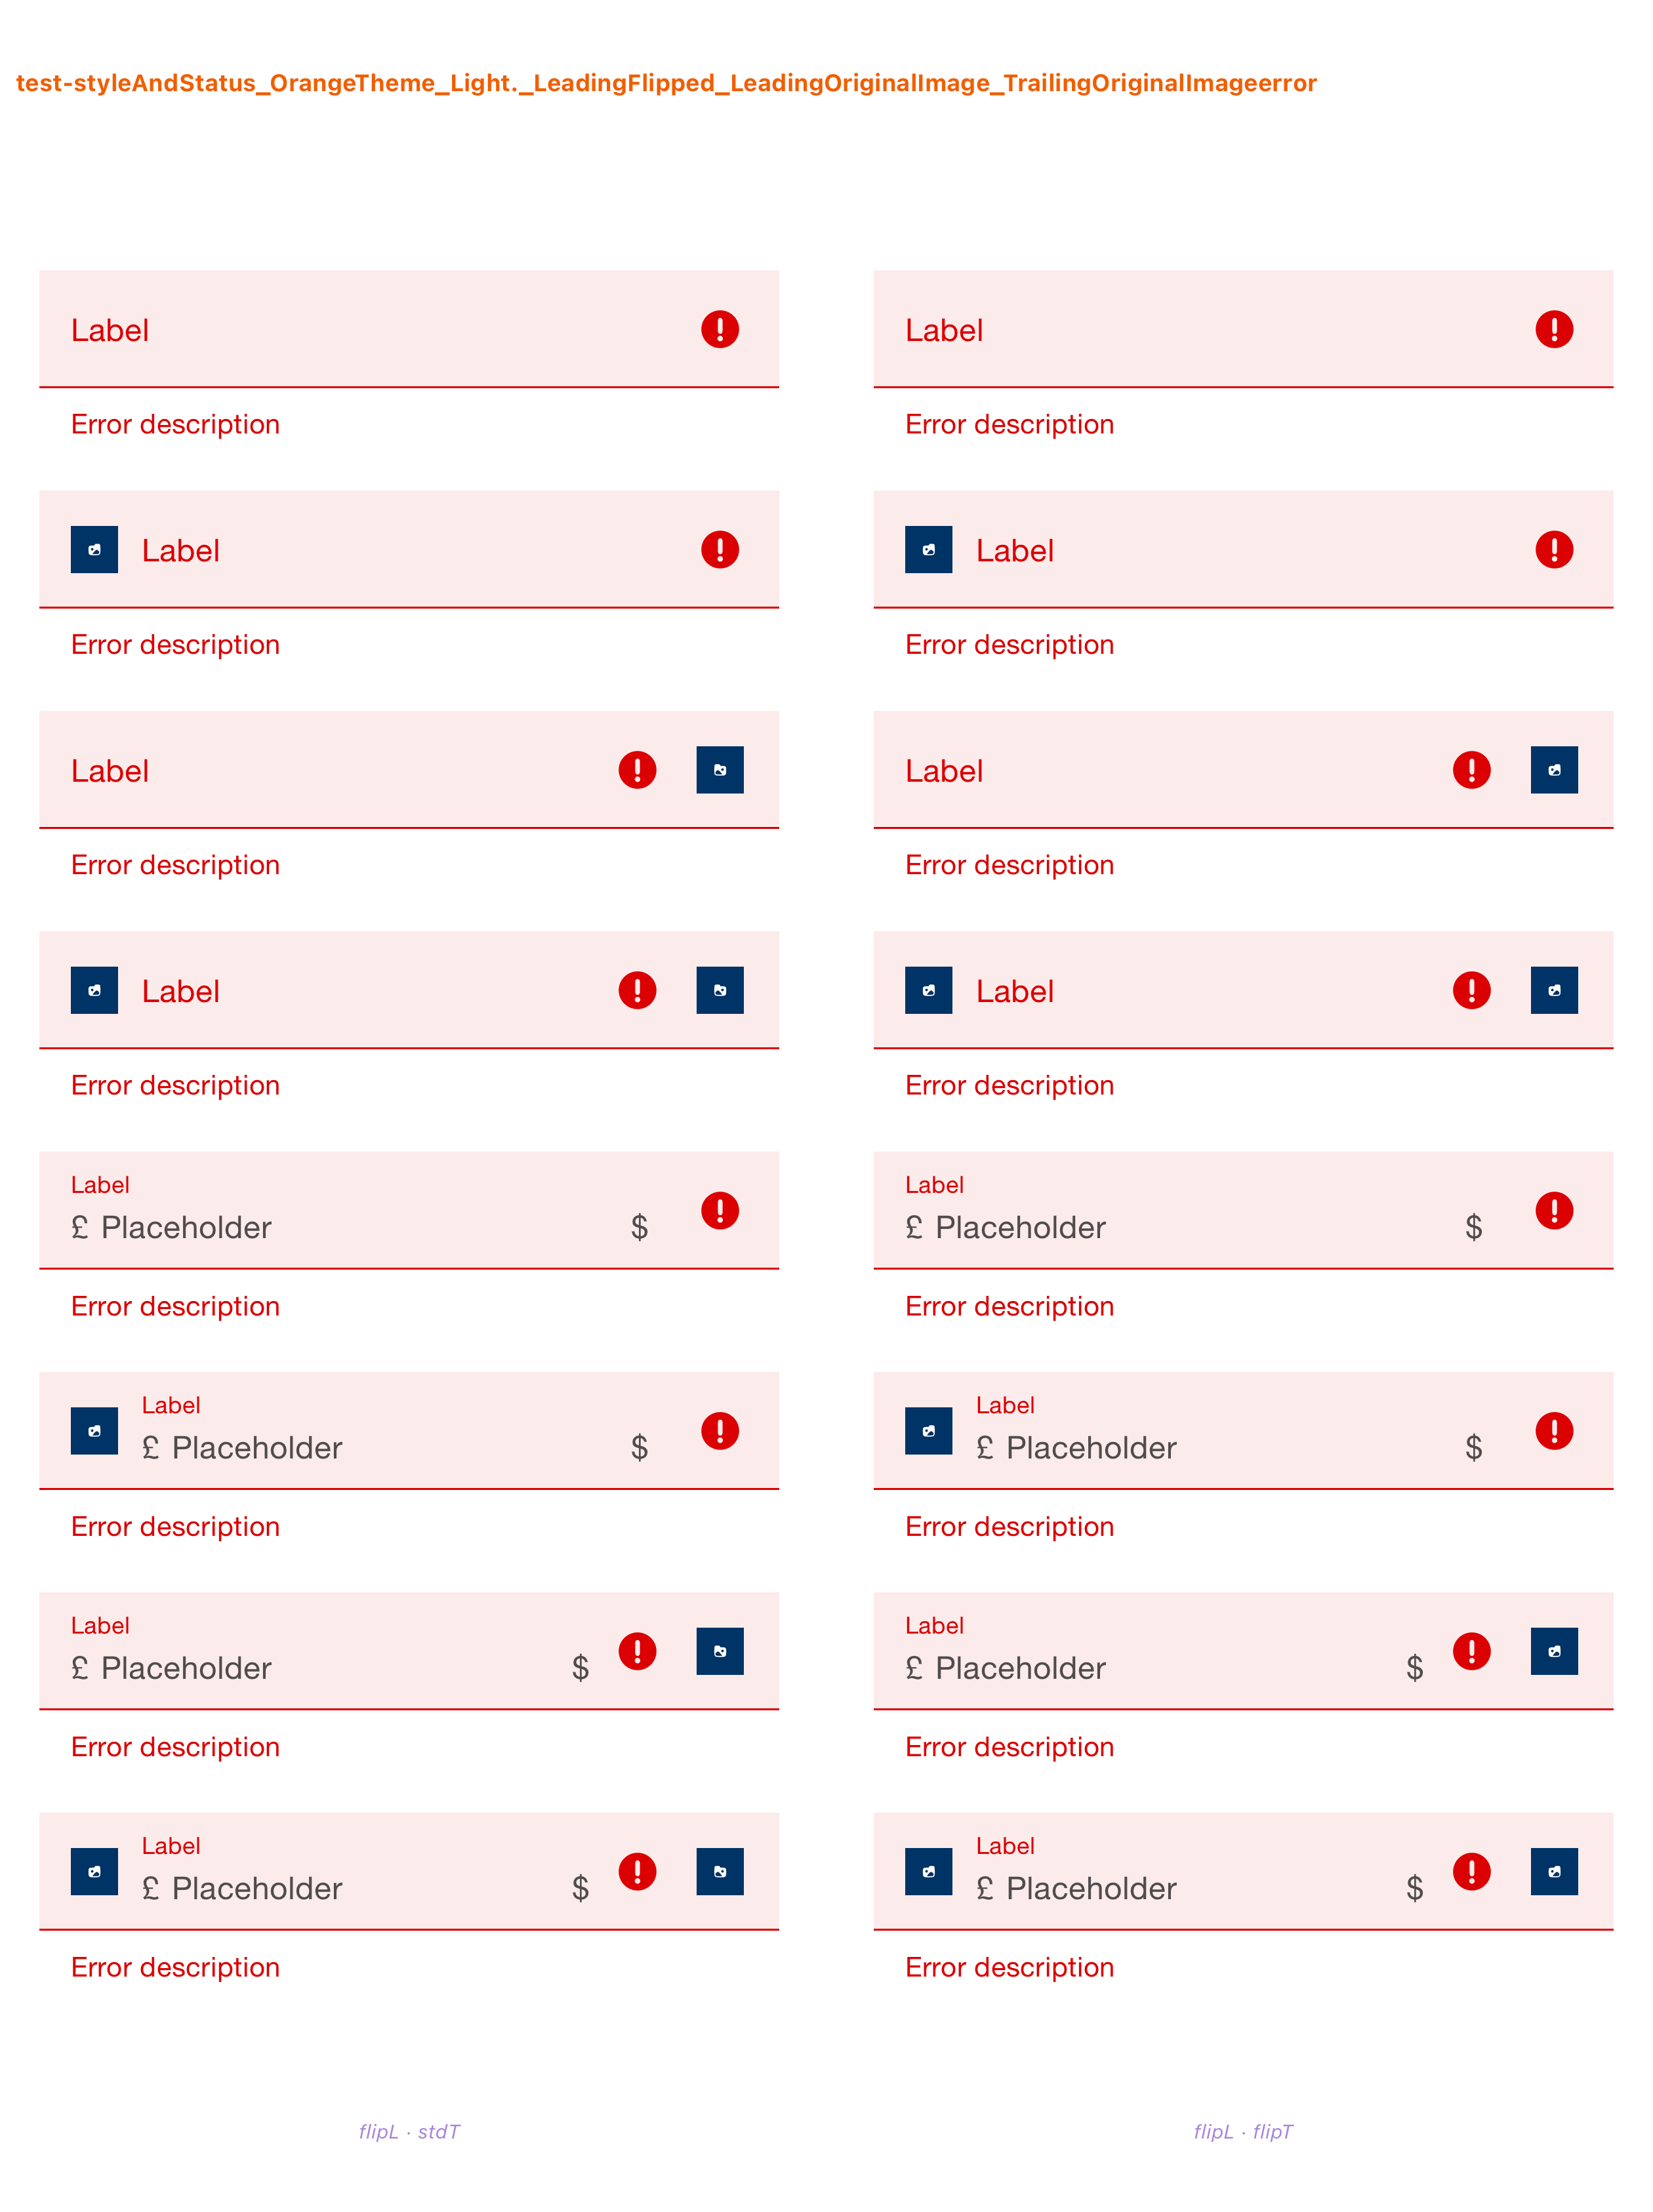 test-styleAndStatus_OrangeTheme_Light._LeadingFlipped_LeadingOriginalImage_TrailingOriginalImageerror
Label
Error description
Label
Error description
Label
Error description
Label
Error description
Label
£ Placeholder $
Error description
Label
£ Placeholder $
Error description
Label
£ Placeholder $
Error description
Label
£ Placeholder $
Error description
flipL · stdT
Label
Error description
Label
Error description
Label
Error description
Label
Error description
Label
£ Placeholder $
Error description
Label
£ Placeholder $
Error description
Label
£ Placeholder $
Error description
Label
£ Placeholder $
Error description
flipL · flipT